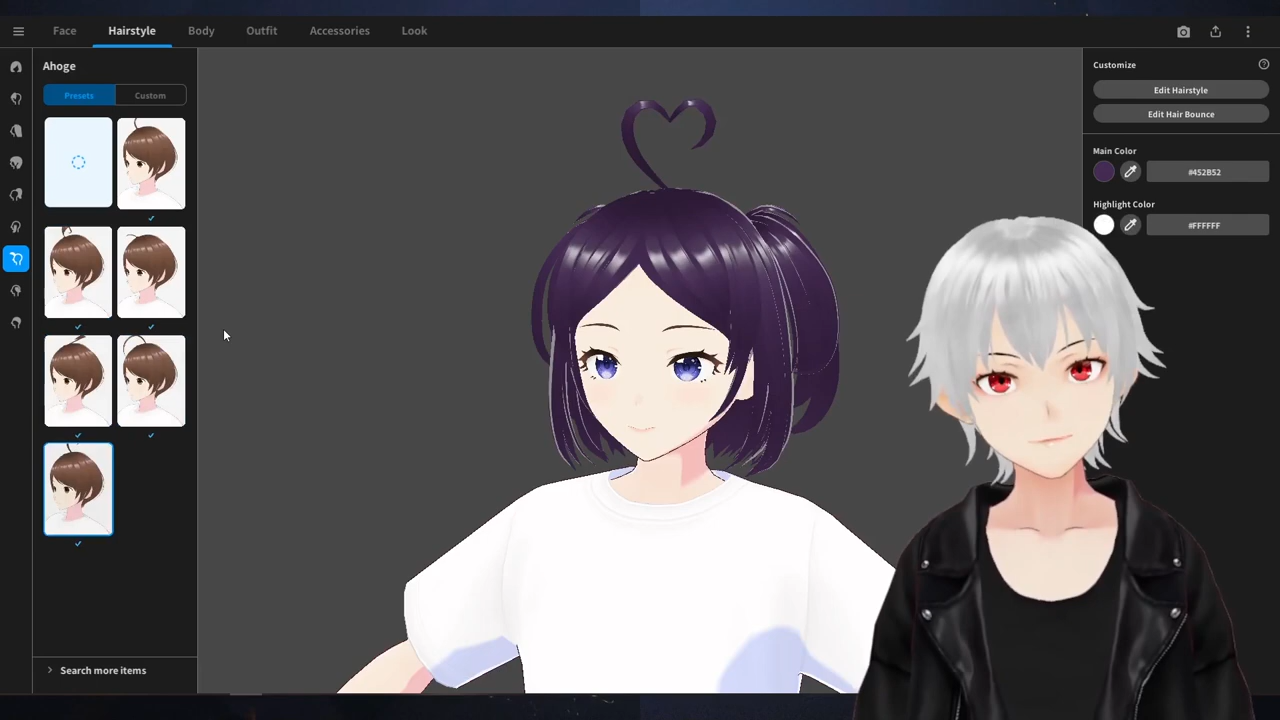 Face Hairstyle Body Outfit Accessories Look
Ahoge
Presets Custom
Search more items
Customize
Edit Hairstyle
Edit Hair Bounce
Main Color
#452B52
Highlight Color
#FFFFFF